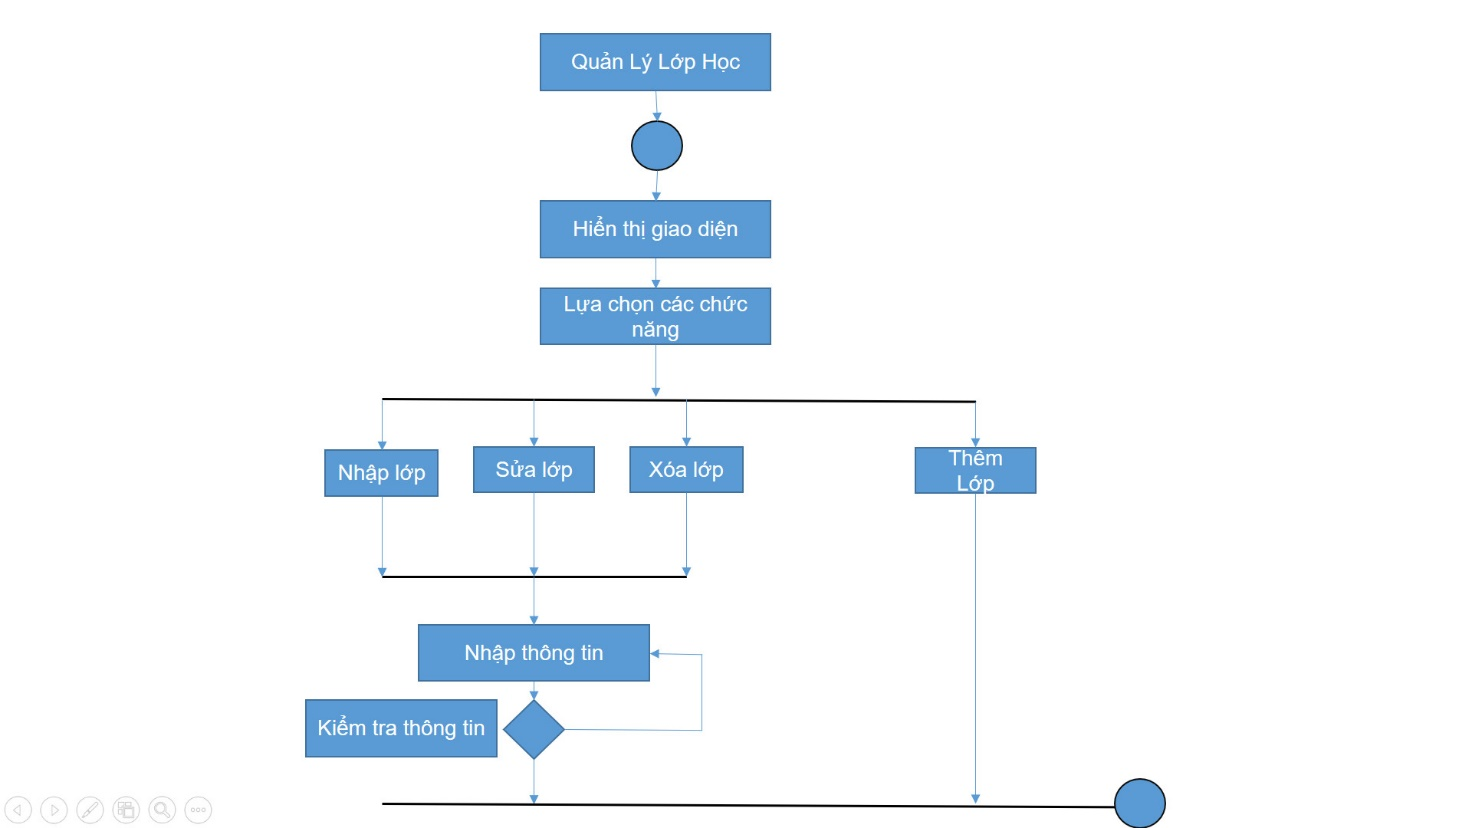 Quản Lý Lớp Học
Hiển thị giao diện
Lựa chọn các chức
năng
Nhập lớp
Sửa lớp
Xóa lớp
Thêm
Lớp
Nhập thông tin
Kiểm tra thông tin